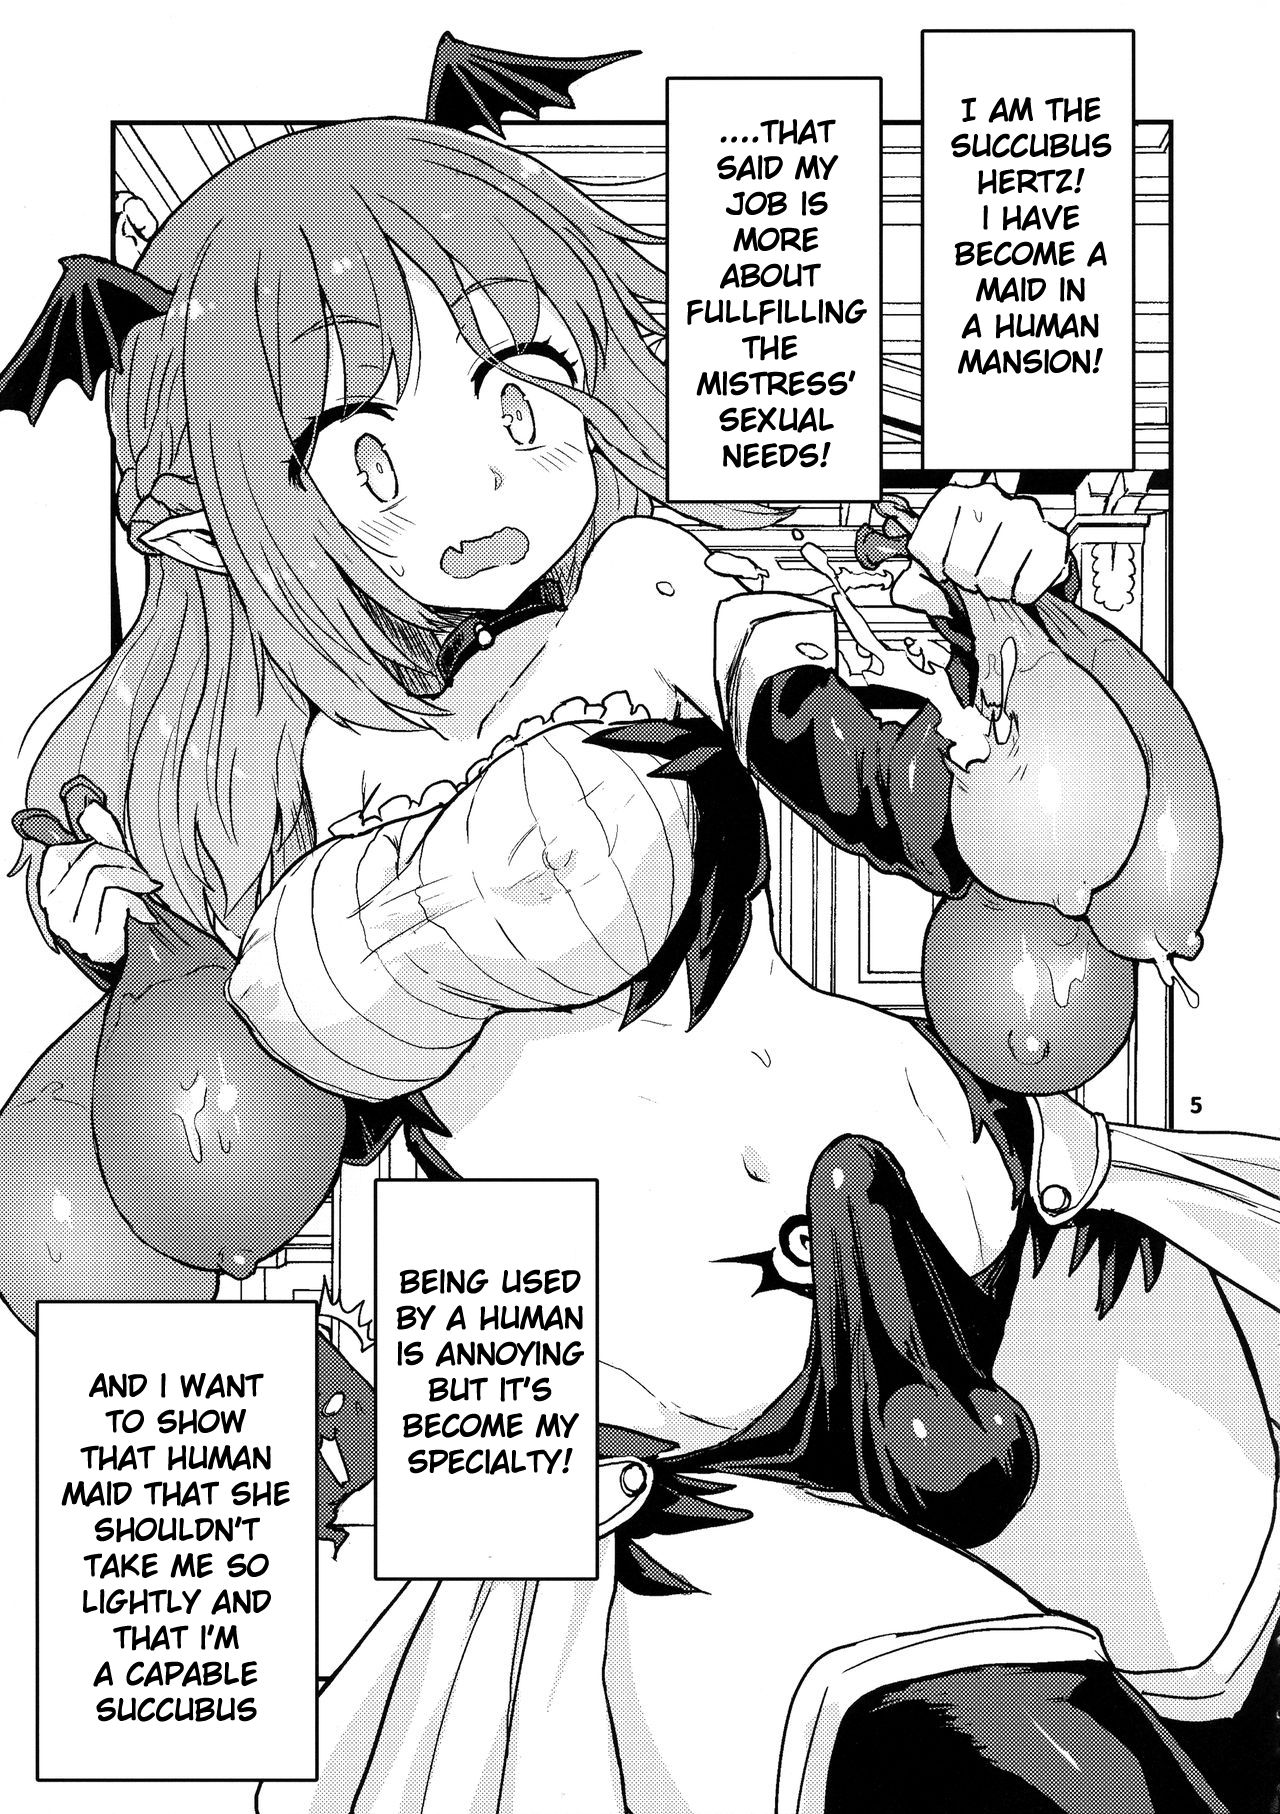 I AM THE
SUCCUBUS
HERTZ!
I HAVE
BECOME A
MAID IN
A HUMAN
MANSION!
....THAT
SAID MY
JOB IS
MORE
ABOUT
FULLFILLING
THE
MISTRESS'
SEXUAL
NEEDS!
BEING USED
BY A HUMAN
IS ANNOYING
BUT IT'S
BECOME MY
SPECIALTY!
AND I WANT
TO SHOW
THAT HUMAN
MAID THAT SHE
SHOULDN'T
TAKE ME SO
LIGHTLY AND
THAT I'M
A CAPABLE
SUCCUBUS
5